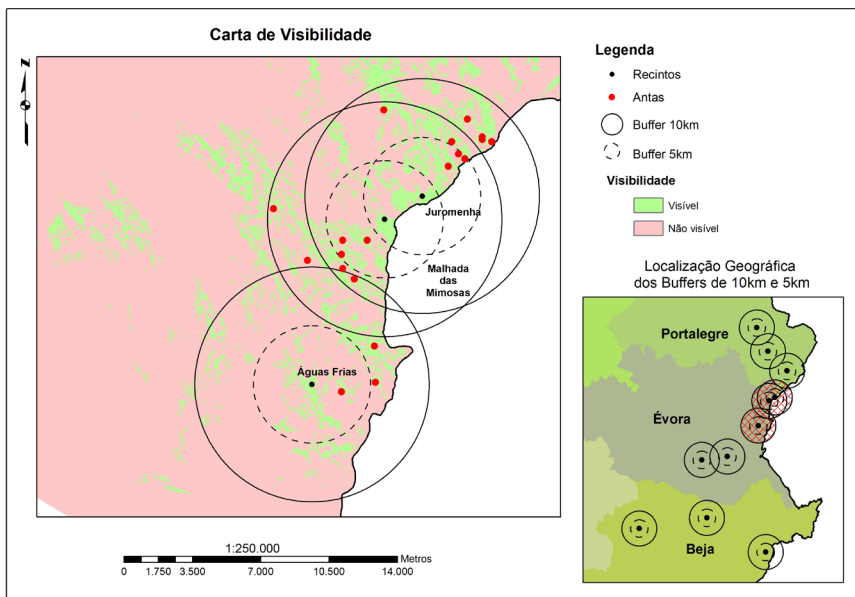 Carta de Visibilidade
N
Juromenha
Malhada
das
Mimosas
Águas Frias
1:250.000
Metros
0 1.750 3.500 7.000 10.500 14.000
Legenda
Recintos
Antas
Buffer 10km
Buffer 5km
Visibilidade
Visível
Não visível
Localização Geográfica
dos Buffers de 10km e 5km
Portalegre
Évora
Beja